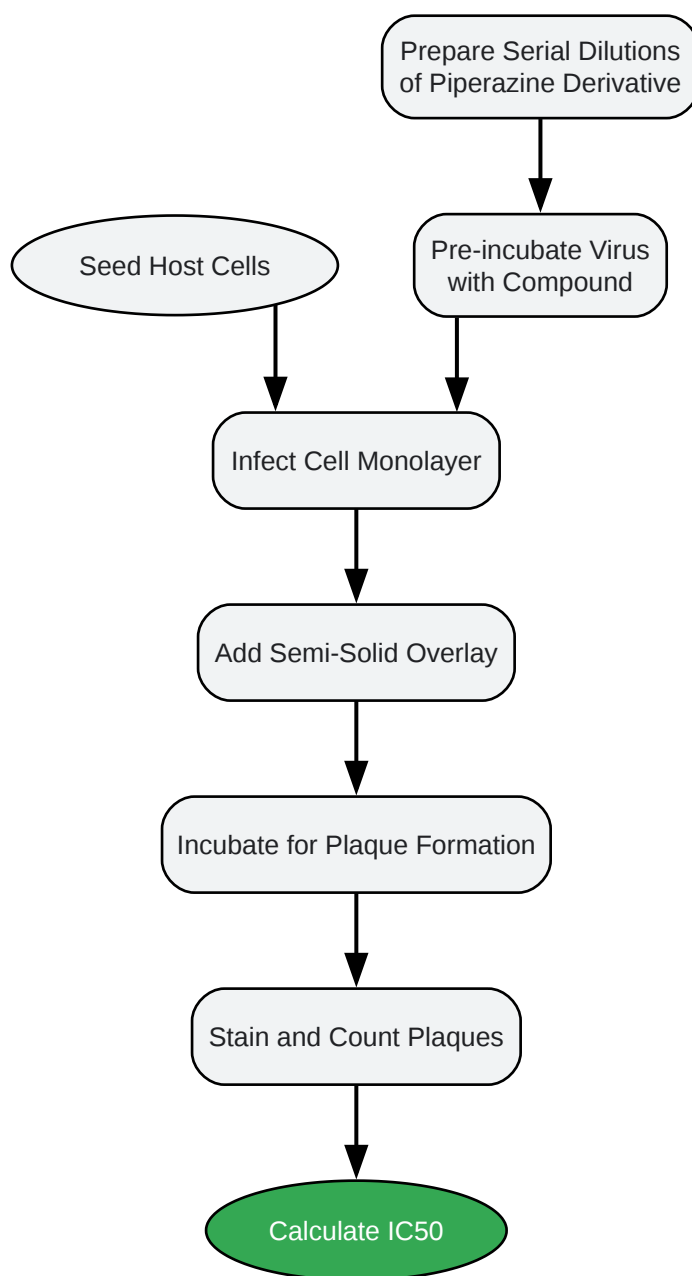 Prepare Serial Dilutions
of Piperazine Derivative
Seed Host Cells
Pre-incubate Virus
with Compound
Infect Cell Monolayer
Add Semi-Solid Overlay
Incubate for Plaque Formation
Stain and Count Plaques
Calculate IC50